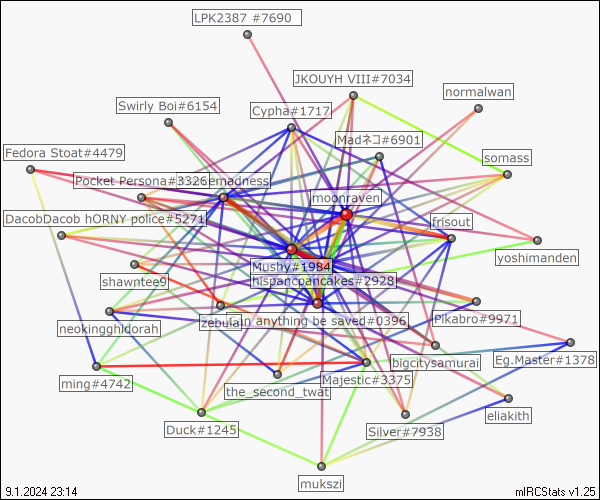 LPK2387 #7690
JKOUYH VIII#7034
normalwan
Swirly Boi#6154
Cypha#1717
Madネコ#6901
Fedora Stoat#4479
somass
Pocket Persona#3326
emadness
moonraven
DacobDacob hORNY police#5271
frisout
yoshimanden
Mushy#1984
shawntee9
hispancpancakes#2928
Pikabro#9971
neokingghidorah
zebulal
an anything be saved#0396
bigcitysamurai
Eg.Master#1378
ming#4742
Majestic#3375
the_second_twat
eliakith
Duck#1245
Silver#7938
mukszi
9.1.2024 23:14
mIRCStats v1.25